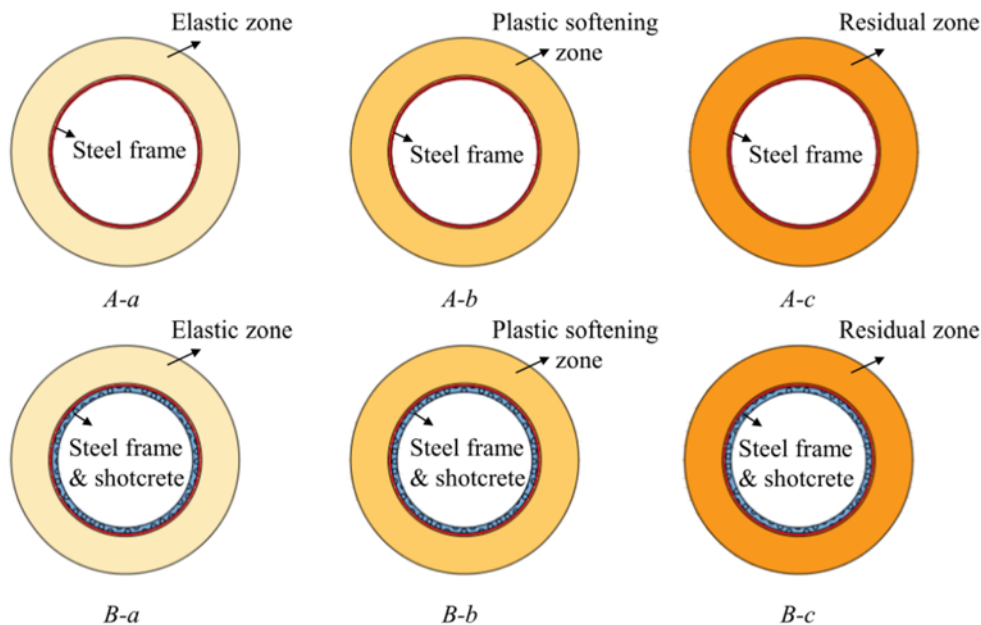 Elastic zone
Plastic softening
zone
Residual zone
Steel frame
Steel frame
Steel frame
A-a
A-b
A-c
Elastic zone
Plastic softening
zone
Residual zone
Steel frame
& shotcrete
Steel frame
& shotcrete
Steel frame
& shotcrete
B-a
B-b
B-c